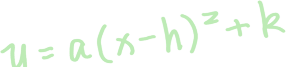 y = a(x-h)² + k